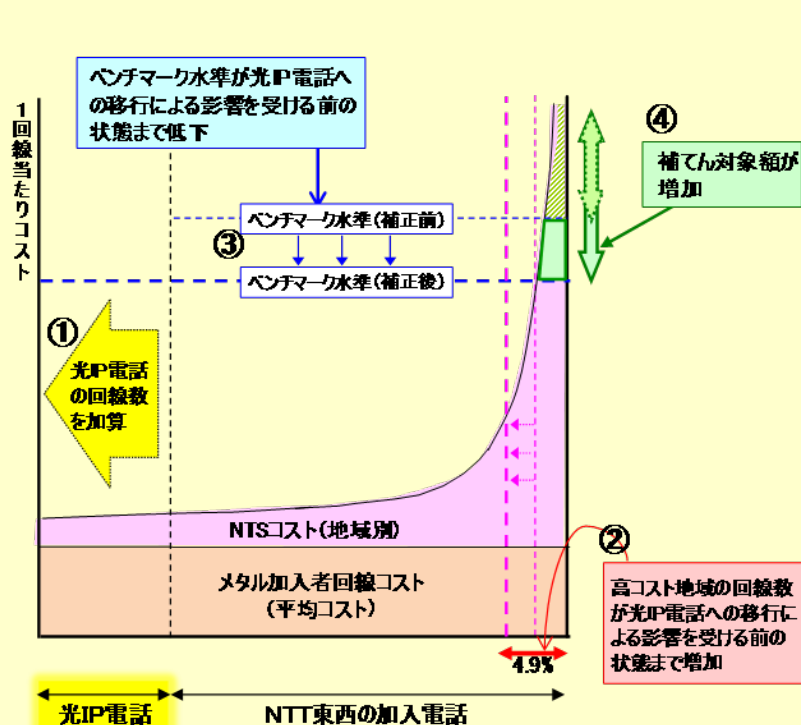 ベンチマーク水準が光IP電話へ
の移行による影響を受ける前の
状態まで低下
1回線当たりコスト
④
補てん対象額が
増加
ベンチマーク水準(補正前)
③
ベンチマーク水準(補正後)
①
光IP電話
の回線数
を加算
NTSコスト(地域別)
②
メタル加入者回線コスト
(平均コスト)
高コスト地域の回線数
が光IP電話への移行に
よる影響を受ける前の
状態まで増加
4.9%
光IP電話
NTT東西の加入電話